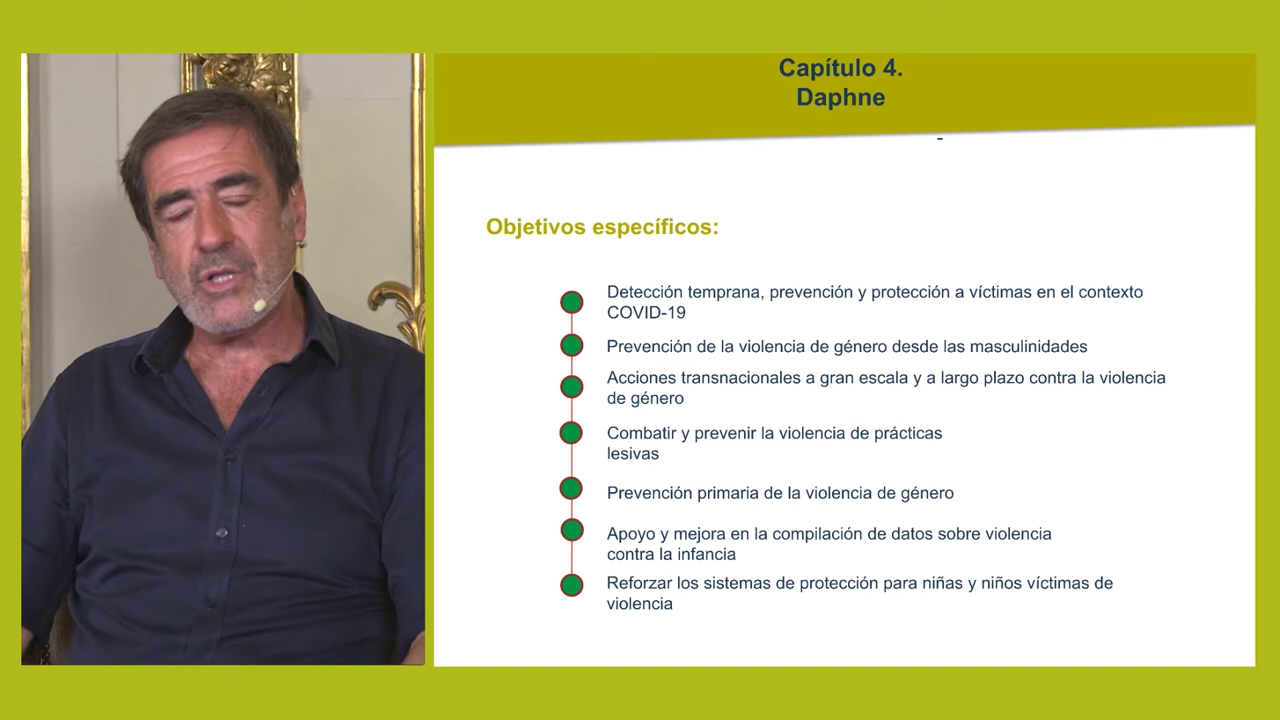 Capítulo 4.
Daphne
-
Objetivos específicos:
Detección temprana, prevención y protección a víctimas en el contexto
COVID-19
Prevención de la violencia de género desde las masculinidades
Acciones transnacionales a gran escala y a largo plazo contra la violencia
de género
Combatir y prevenir la violencia de prácticas
lesivas
Prevención primaria de la violencia de género
Apoyo y mejora en la compilación de datos sobre violencia
contra la infancia
Reforzar los sistemas de protección para niñas y niños víctimas de
violencia